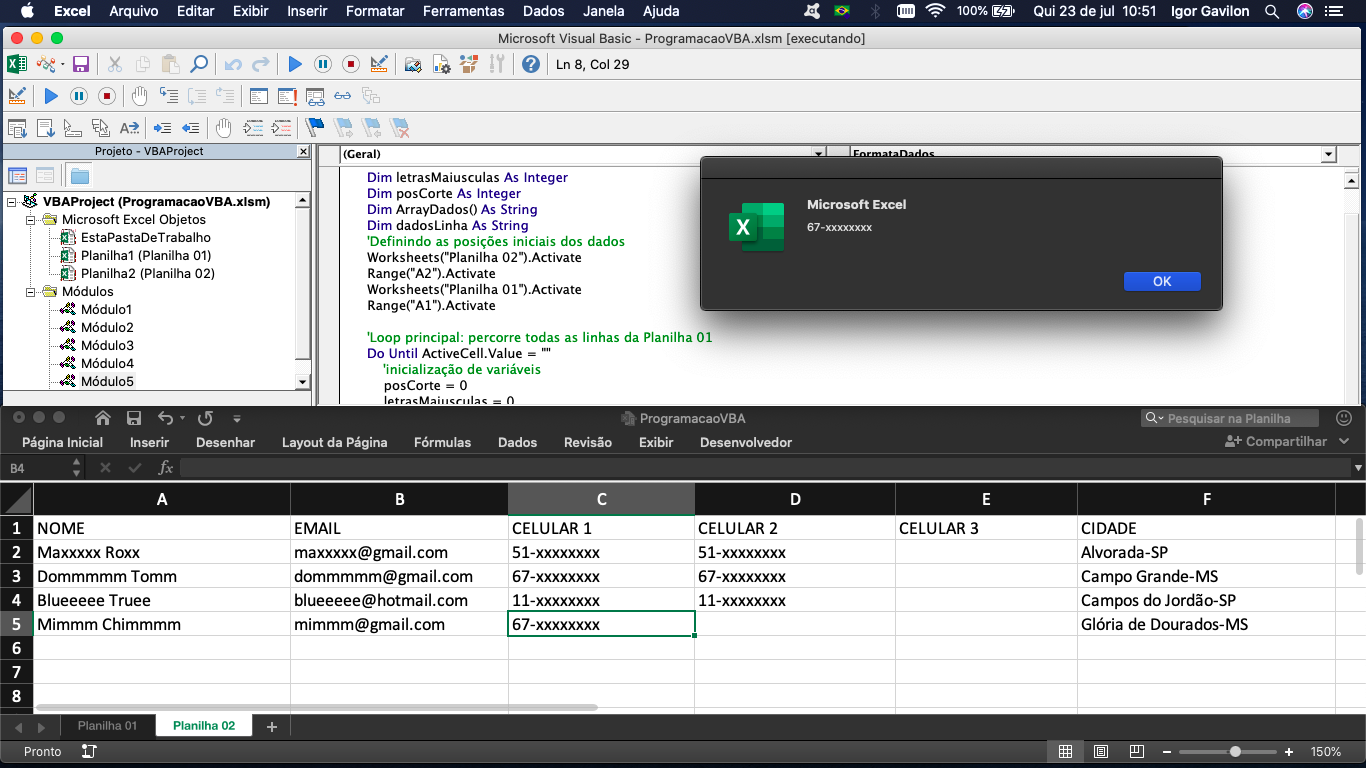 Excel Arquivo Editar Exibir Inserir Formatar Ferramentas Dados Janela Ajuda 100% Qui 23 de jul 10:51 Igor Gavilon
Microsoft Visual Basic - ProgramacaoVBA.xlsm [executando]
Ln 8, Col 29
Projeto - VBAProject
VBAProject (ProgramacaoVBA.xlsm)
Microsoft Excel Objetos
EstaPastaDeTrabalho
Planilha1 (Planilha 01)
Planilha2 (Planilha 02)
Módulos
Módulo1
Módulo2
Módulo3
Módulo4
Módulo5
(Geral) FormataDados
Dim letrasMaiusculas As Integer
Dim posCorte As Integer
Dim ArrayDados() As String
Dim dadosLinha As String
'Definindo as posições iniciais dos dados
Worksheets("Planilha 02").Activate
Range("A2").Activate
Worksheets("Planilha 01").Activate
Range("A1").Activate
'Loop principal: percorre todas as linhas da Planilha 01
Do Until ActiveCell.Value = ""
'inicialização de variáveis
posCorte = 0
letrasMaiusculas = 0
Microsoft Excel
67-xxxxxxxx
OK
ProgramacaoVBA
Pesquisar na Planilha
Página Inicial Inserir Desenhar Layout da Página Fórmulas Dados Revisão Exibir Desenvolvedor
Compartilhar
B4 fx
A B C D E F
1 NOME EMAIL CELULAR 1 CELULAR 2 CELULAR 3 CIDADE
2 Maxxxxx Roxx maxxxxx@gmail.com 51-xxxxxxxx 51-xxxxxxxx Alvorada-SP
3 Dommmmm Tomm dommmmm@gmail.com 67-xxxxxxxx 67-xxxxxxxx Campo Grande-MS
4 Blueeeee Truee blueeeee@hotmail.com 11-xxxxxxxx 11-xxxxxxxx Campos do Jordão-SP
5 Mimmm Chimmmm mimmm@gmail.com 67-xxxxxxxx Glória de Dourados-MS
6
7
8
Planilha 01 Planilha 02 +
Pronto
150%